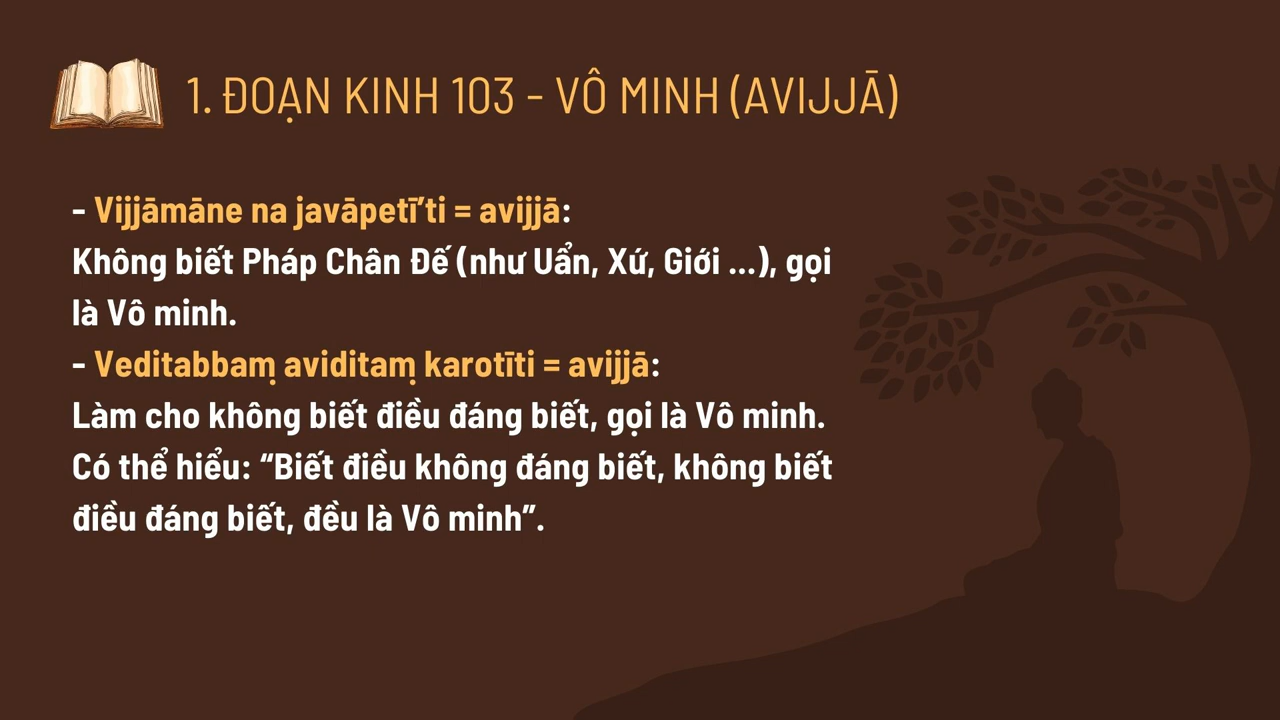 1. ĐOẠN KINH 103 - VÔ MINH (AVIJJĀ)
- Vijjāmāne na javāpetī’ti = avijjā:
Không biết Pháp Chân Đế (như Uẩn, Xứ, Giới ...), gọi
là Vô minh.
- Veditabbaṃ aviditaṃ karotīti = avijjā:
Làm cho không biết điều đáng biết, gọi là Vô minh.
Có thể hiểu: “Biết điều không đáng biết, không biết
điều đáng biết, đều là Vô minh”.